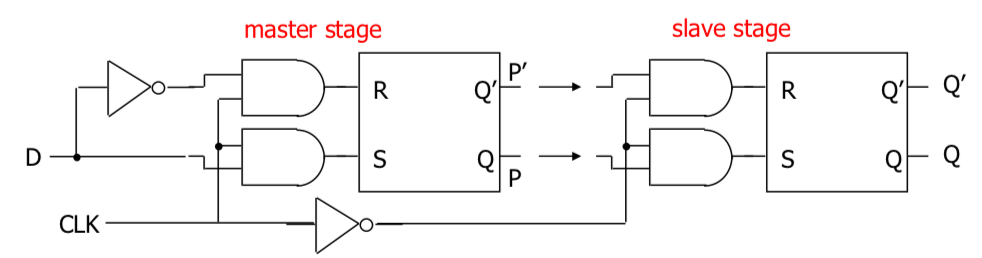 master stage
slave stage
P′
R
Q′
R
Q′
Q′
D
S
Q
P
S
Q
Q
CLK